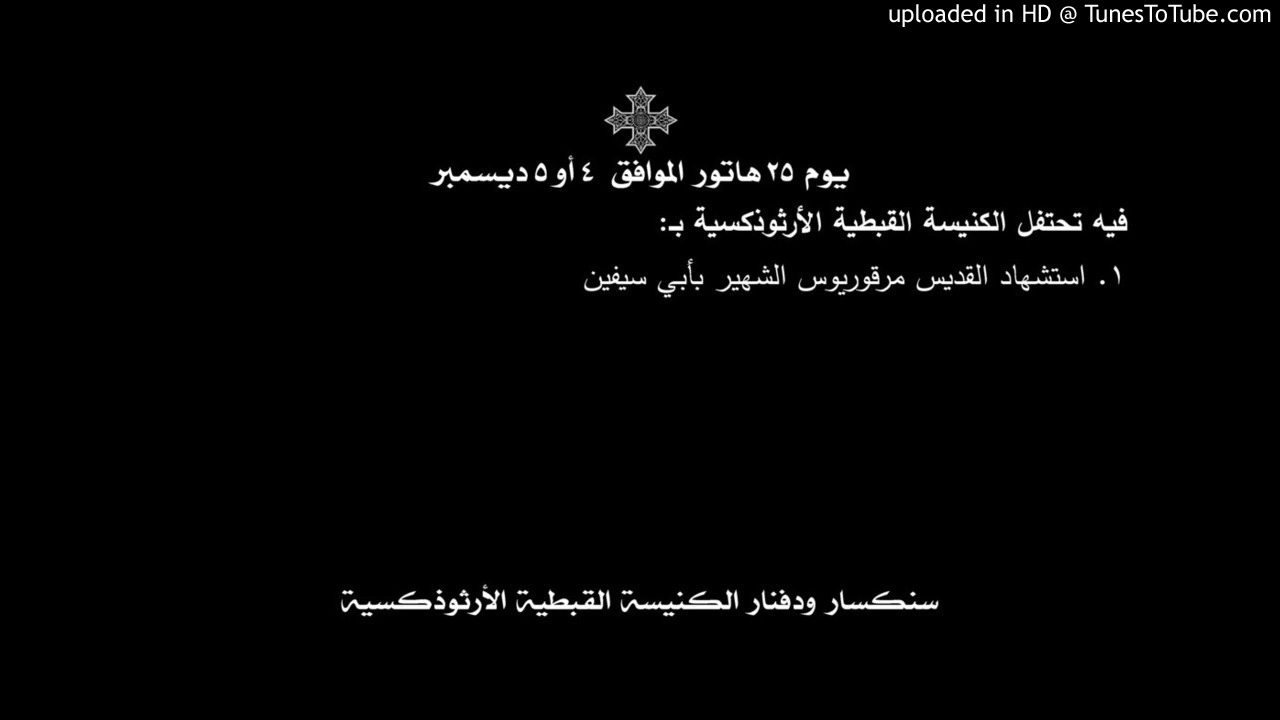 uploaded in HD @ TunesToTube.com
يوم ٢٥ هاتور الموافق ٤ أو ٥ ديسمبر
فيه تحتفل الكنيسة القبطية الأرثوذكسية بـ:
١. استشهاد القديس مرقوريوس الشهير بأبي سيفين
سنكسار ودفنار الكنيسة القبطية الأرثوذكسية